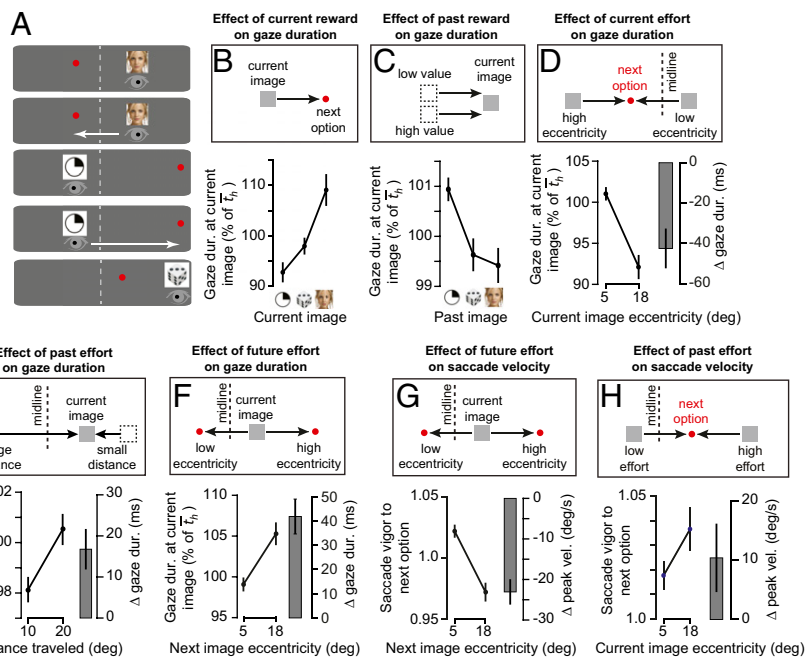 A
Effect of current reward
on gaze duration
B
current
image
next
option
Gaze dur. at current
image (% of t̄h )
110
100
90
Current image
Effect of past reward
on gaze duration
C
low value
high value
current
image
Gaze dur. at current
image (% of t̄h )
101
100
99
Past image
Effect of current effort
on gaze duration
D
next
option
midline
high
eccentricity
low
eccentricity
Gaze dur. at current
image (% of t̄h )
105
100
95
90
5 18
0
-20
-40
-60
Δ gaze dur. (ms)
Current image eccentricity (deg)
Effect of past effort
on gaze duration
midline
current
image
small
distance
10 20
30
20
10
0
Δ gaze dur. (ms)
traveled (deg)
Effect of future effort
on gaze duration
F
midline
current
image
low
eccentricity
high
eccentricity
Gaze dur. at current
image (% of t̄h )
110
105
100
95
5 18
50
40
30
20
10
0
Δ gaze dur. (ms)
Next image eccentricity (deg)
Effect of future effort
on saccade velocity
G
midline
current
image
low
eccentricity
high
eccentricity
Saccade vigor to
next option
1.05
1.0
0.95
5 18
0
-10
-20
-30
Δ peak vel. (deg/s)
Next image eccentricity (deg)
Effect of past effort
on saccade velocity
H
midline
next
option
low
effort
high
effort
Saccade vigor to
next option
1.05
1.0
5 18
20
10
0
Δ peak vel. (deg/s)
Current image eccentricity (deg)